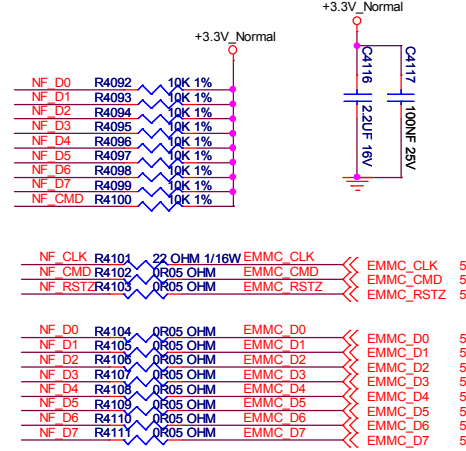 +3.3V_Normal
+3.3V_Normal
C4116
2.2UF 16V
C4117
100NF 25V
NF_D0 R4092 10K 1%
NF_D1 R4093 10K 1%
NF_D2 R4094 10K 1%
NF_D3 R4095 10K 1%
NF_D4 R4096 10K 1%
NF_D5 R4097 10K 1%
NF_D6 R4098 10K 1%
NF_D7 R4099 10K 1%
NF_CMD R4100 10K 1%
NF_CLK R4101 22 OHM 1/16W EMMC_CLK EMMC_CLK 5
NF_CMD R4102 0R05 OHM EMMC_CMD EMMC_CMD 5
NF_RSTZ R4103 0R05 OHM EMMC_RSTZ EMMC_RSTZ 5
NF_D0 R4104 0R05 OHM EMMC_D0 EMMC_D0 5
NF_D1 R4105 0R05 OHM EMMC_D1 EMMC_D1 5
NF_D2 R4106 0R05 OHM EMMC_D2 EMMC_D2 5
NF_D3 R4107 0R05 OHM EMMC_D3 EMMC_D3 5
NF_D4 R4108 0R05 OHM EMMC_D4 EMMC_D4 5
NF_D5 R4109 0R05 OHM EMMC_D5 EMMC_D5 5
NF_D6 R4110 0R05 OHM EMMC_D6 EMMC_D6 5
NF_D7 R4111 0R05 OHM EMMC_D7 EMMC_D7 5